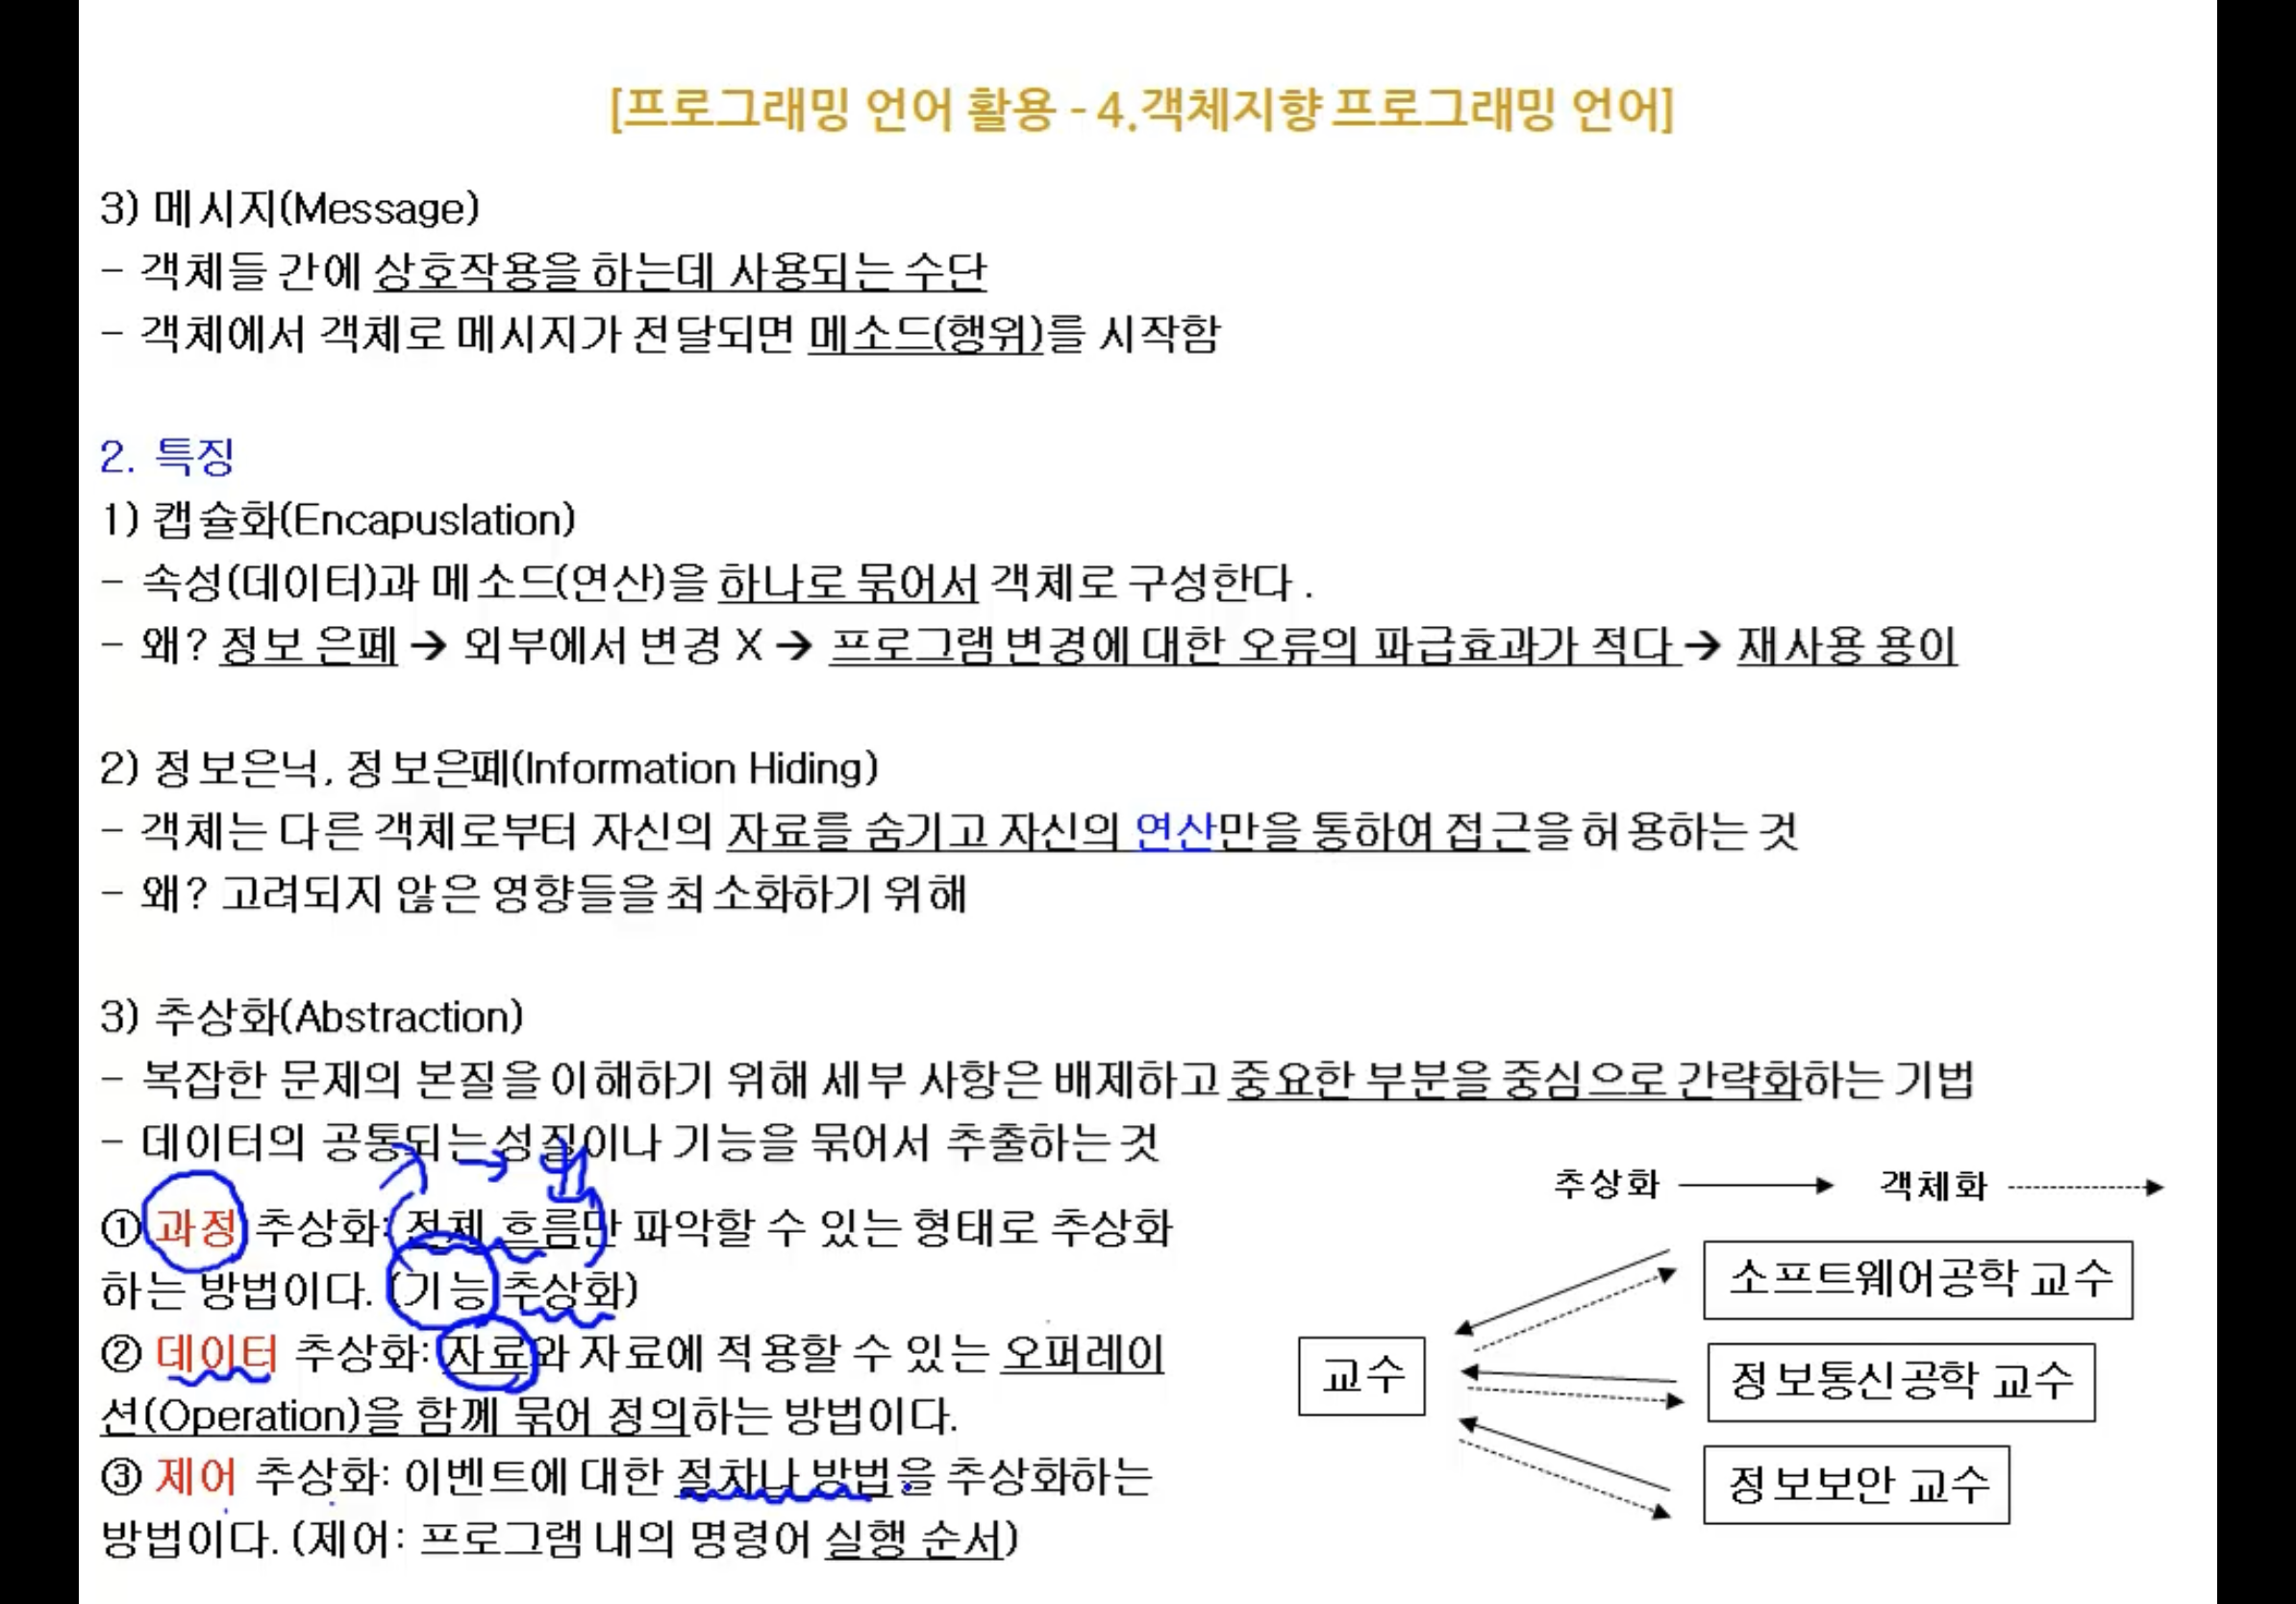 [프로그래밍 언어 활용 - 4.객체지향 프로그래밍 언어]
3) 메시지(Message)
- 객체들 간에 상호작용을 하는데 사용되는 수단
- 객체에서 객체로 메시지가 전달되면 메소드(행위)를 시작함
2. 특징
1) 캡슐화(Encapuslation)
- 속성(데이터)과 메소드(연산)을 하나로 묶어서 객체로 구성한다.
- 왜? 정보 은폐 → 외부에서 변경 X → 프로그램 변경에 대한 오류의 파급효과가 적다 → 재사용 용이
2) 정보은닉, 정보은폐(Information Hiding)
- 객체는 다른 객체로부터 자신의 자료를 숨기고 자신의 연산만을 통하여 접근을 허용하는 것
- 왜? 고려되지 않은 영향들을 최소화하기 위해
3) 추상화(Abstraction)
- 복잡한 문제의 본질을 이해하기 위해 세부 사항은 배제하고 중요한 부분을 중심으로 간략화하는 기법
- 데이터의 공통되는 성질이나 기능을 묶어서 추출하는 것
① 과정 추상화: 전체 흐름만 파악할 수 있는 형태로 추상화
하는 방법이다. (기능 추상화)
② 데이터 추상화: 자료와 자료에 적용할 수 있는 오퍼레이
션(Operation)을 함께 묶어 정의하는 방법이다.
③ 제어 추상화: 이벤트에 대한 절차나 방법을 추상화하는
방법이다. (제어: 프로그램 내의 명령어 실행 순서)
추상화 객체화
교수
소프트웨어공학 교수
정보통신공학 교수
정보보안 교수